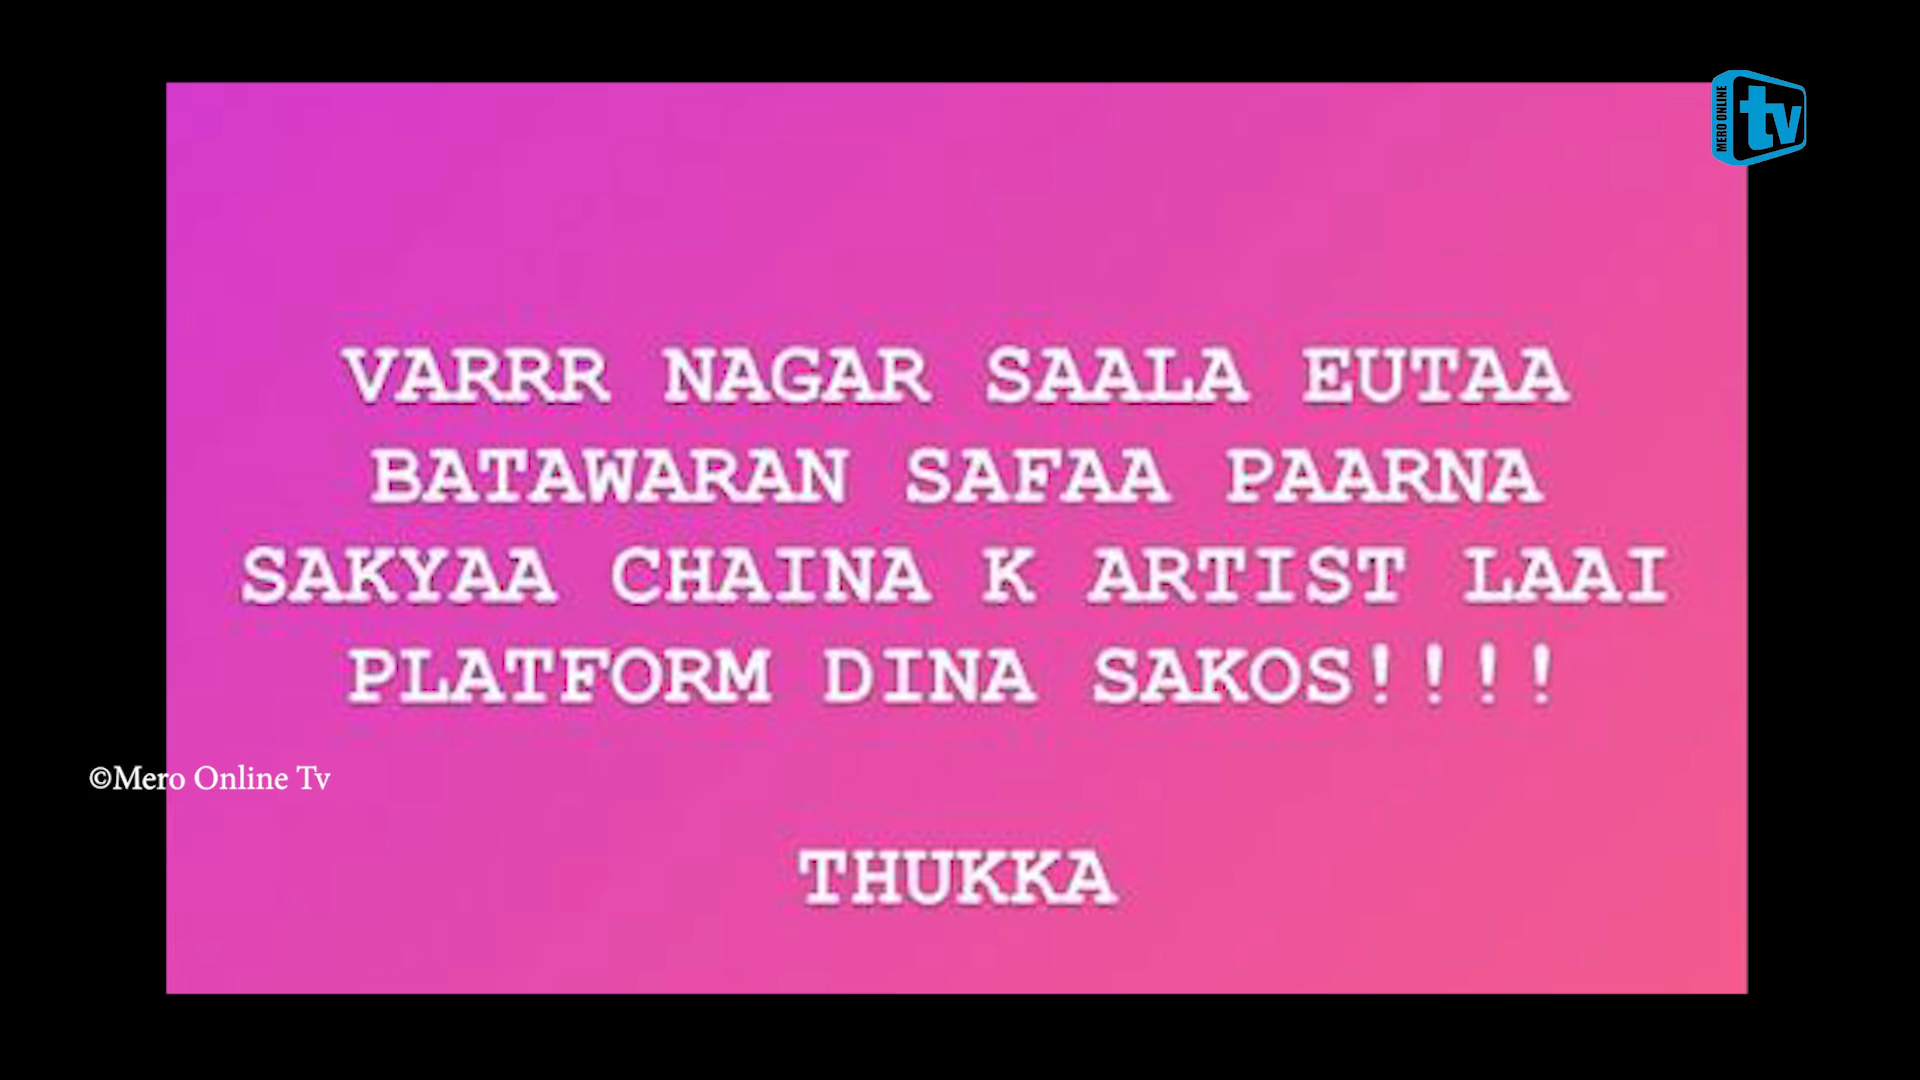 MERO ONLINE
tv
VARRR NAGAR SAALA EUTAA
BATAWARAN SAFAA PAARNA
SAKYAA CHAINA K ARTIST LAAI
PLATFORM DINA SAKOS!!!!
©Mero Online Tv
THUKKA